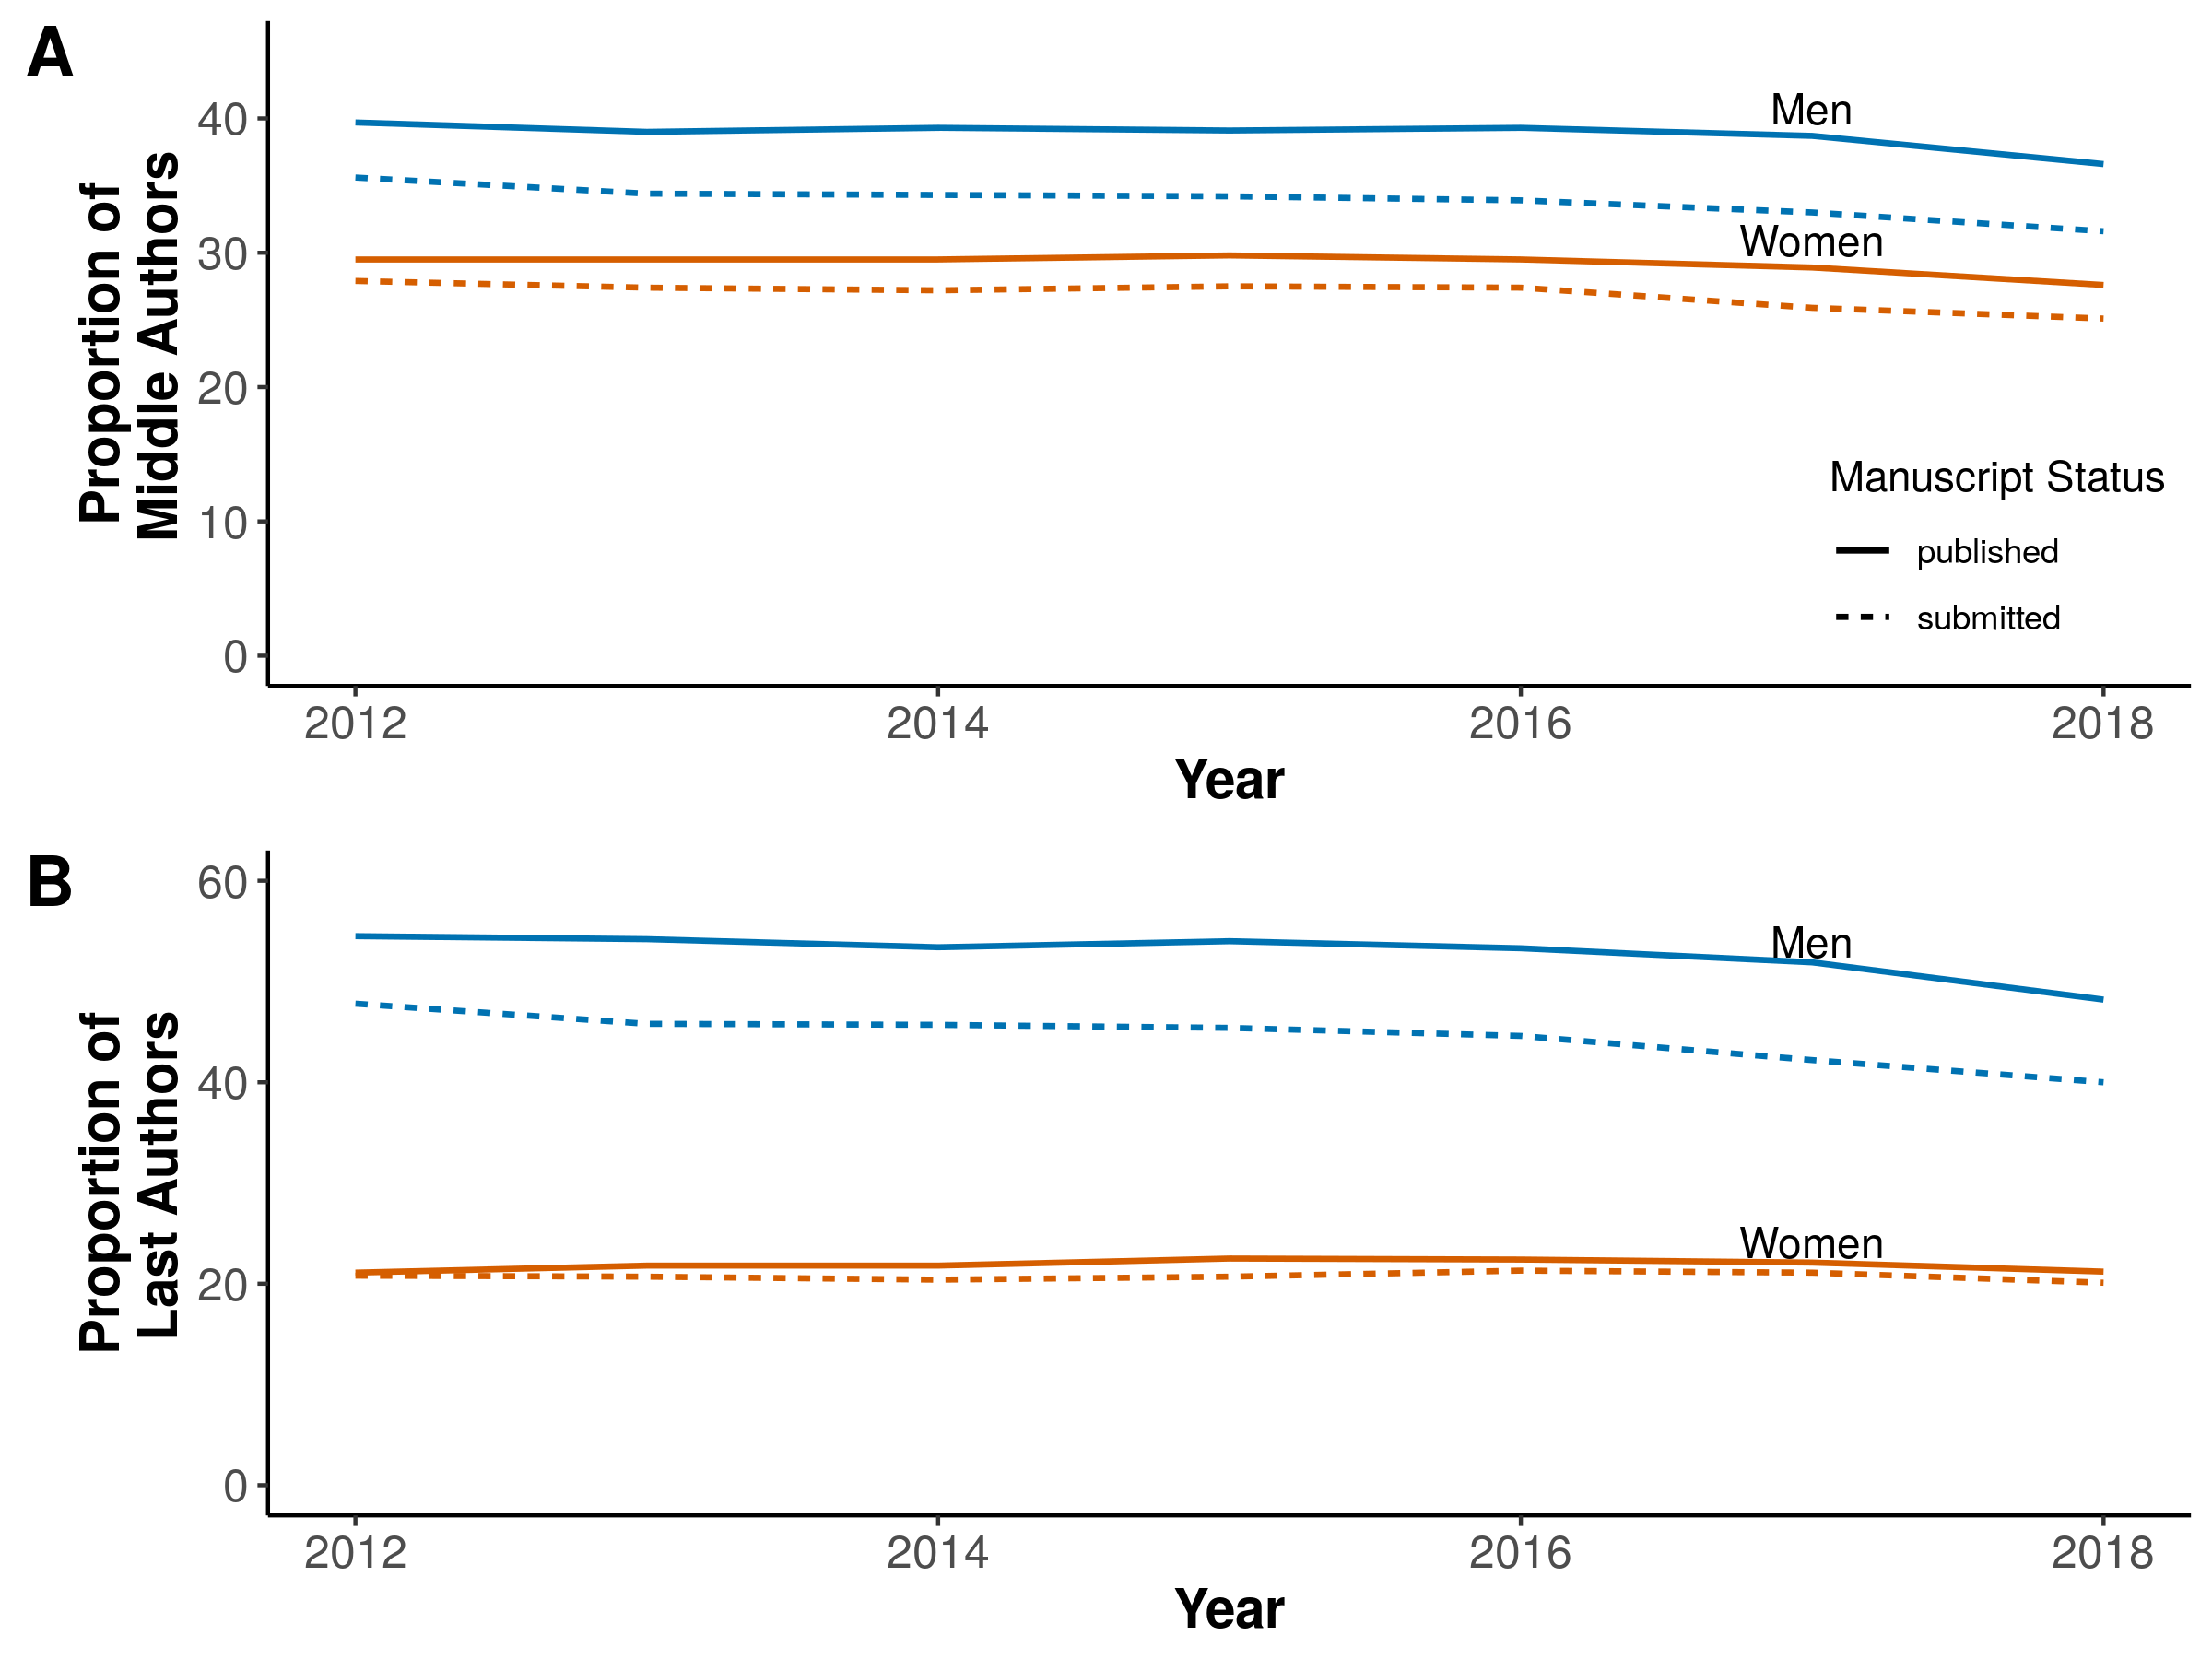 A
Proportion of
Middle Authors
40
30
20
10
0
Men
Women
Manuscript Status
published
submitted
2012
2014
2016
2018
Year
B
Proportion of
Last Authors
60
40
20
0
Men
Women
2012
2014
2016
2018
Year